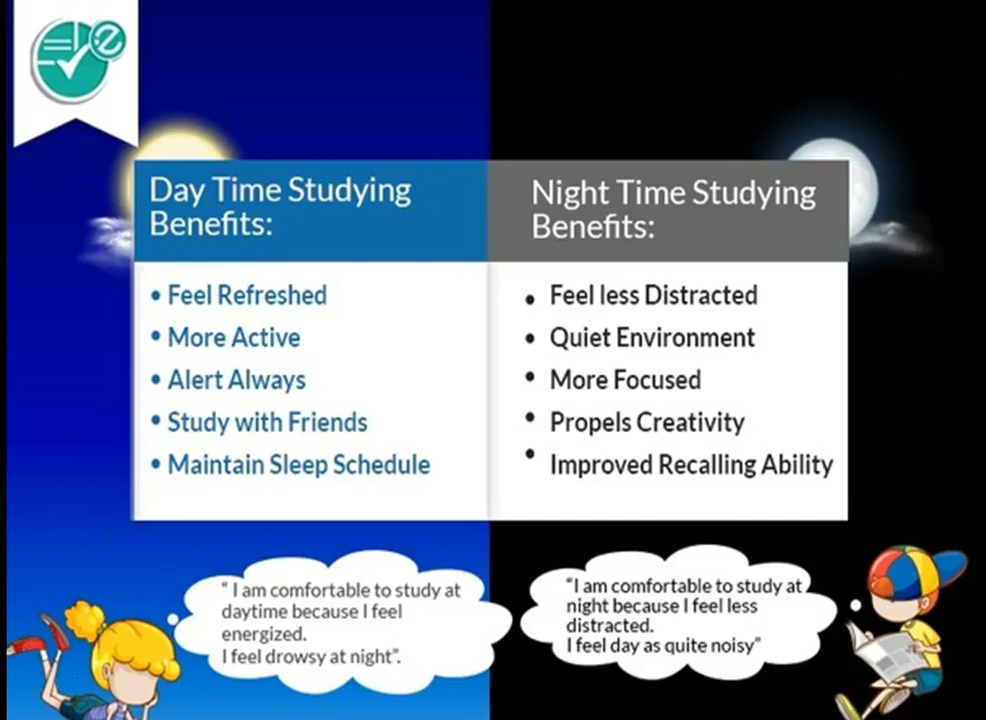 Day Time Studying
Benefits:
• Feel Refreshed
• More Active
• Alert Always
• Study with Friends
• Maintain Sleep Schedule
Night Time Studying
Benefits:
• Feel less Distracted
• Quiet Environment
• More Focused
• Propels Creativity
• Improved Recalling Ability
“ I am comfortable to study at
daytime because I feel
energized.
I feel drowsy at night”.
“I am comfortable to study at
night because I feel less
distracted.
I feel day as quite noisy”